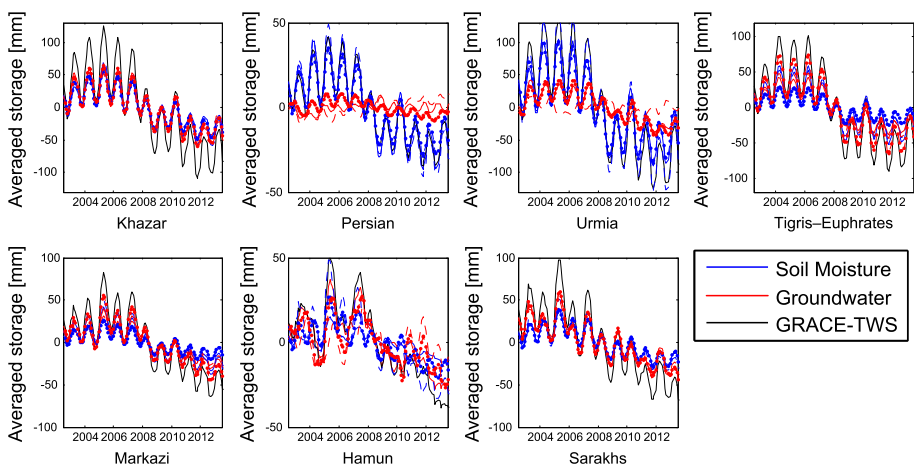 Averaged storage [mm]
100
50
0
-50
-100
2004 2006 2008 2010 2012
Khazar
Averaged storage [mm]
50
0
-50
2004 2006 2008 2010 2012
Persian
Averaged storage [mm]
100
50
0
-50
-100
2004 2006 2008 2010 2012
Urmia
Averaged storage [mm]
100
50
0
-50
-100
2004 2006 2008 2010 2012
Tigris–Euphrates
Averaged storage [mm]
100
50
0
-50
-100
2004 2006 2008 2010 2012
Markazi
Averaged storage [mm]
50
0
-50
2004 2006 2008 2010 2012
Hamun
Averaged storage [mm]
100
50
0
-50
-100
2004 2006 2008 2010 2012
Sarakhs
Soil Moisture
Groundwater
GRACE-TWS